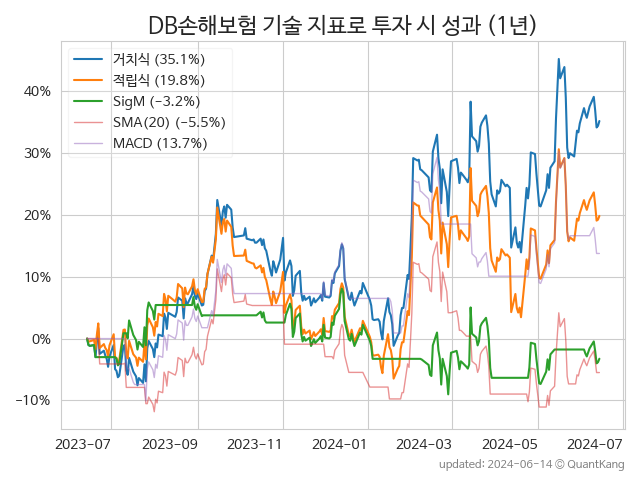 DB손해보험 기술 지표로 투자 시 성과 (1년)
거치식 (35.1%)
적립식 (19.8%)
SigM (−3.2%)
SMA(20) (−5.5%)
MACD (13.7%)
40%
30%
20%
10%
0%
−10%
2023-07 2023-09 2023-11 2024-01 2024-03 2024-05 2024-07
updated: 2024-06-14 © QuantKang